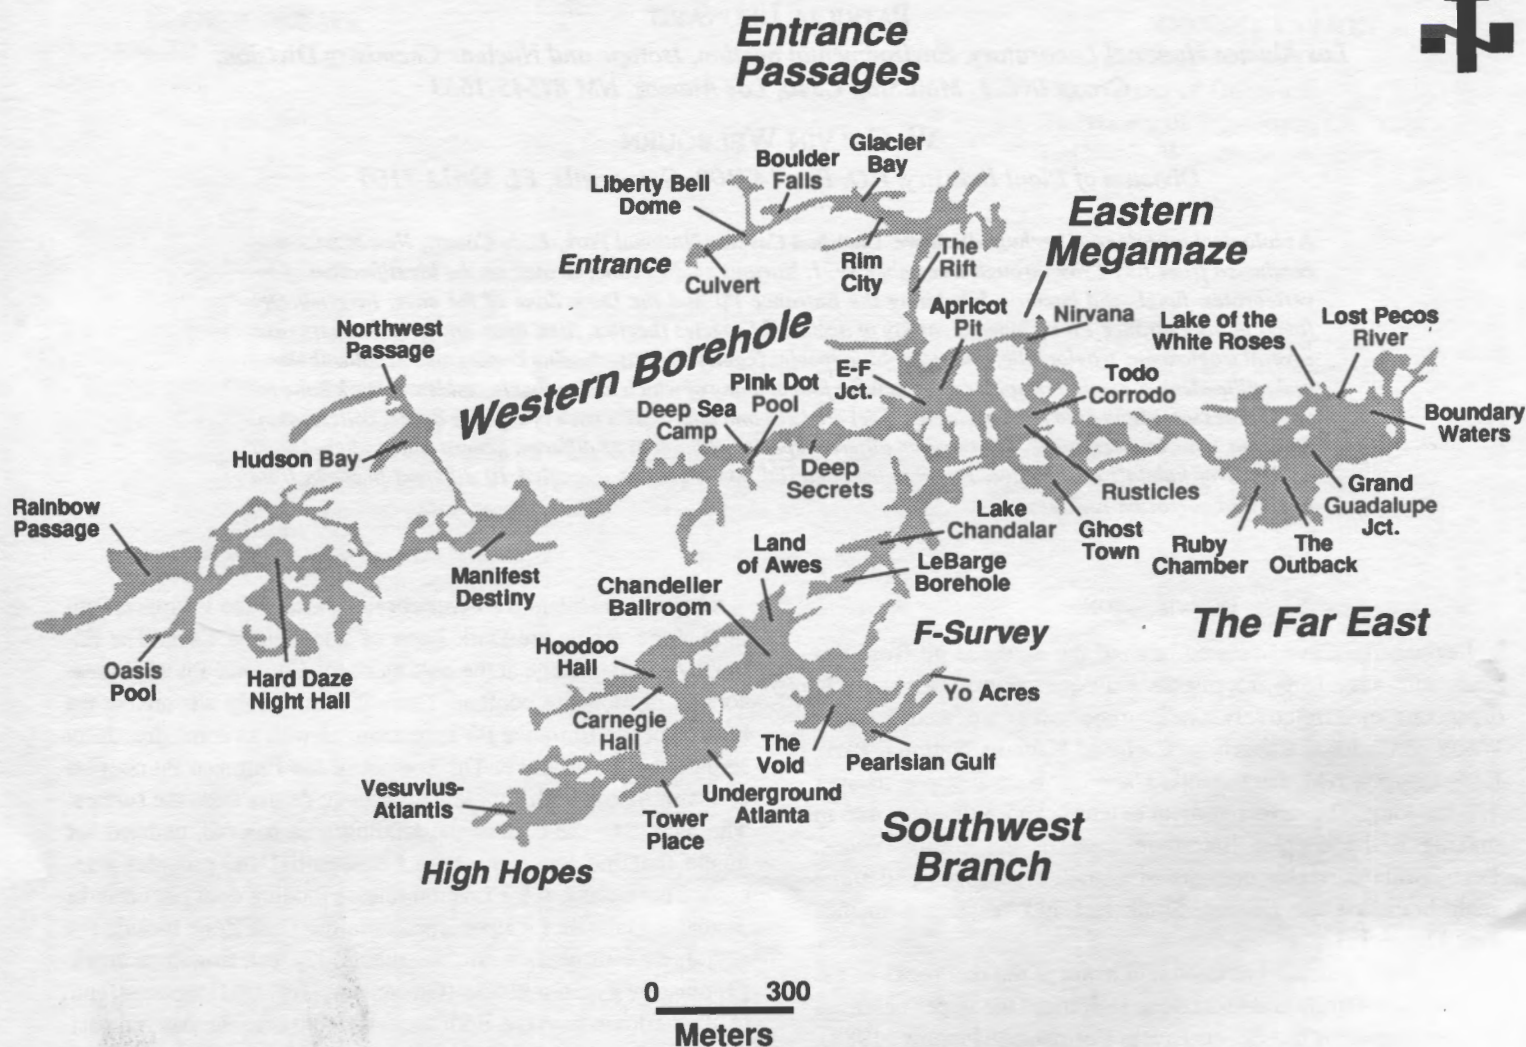 Entrance
Passages
Glacier
Bay
Boulder
Falls
Liberty Bell
Dome
Eastern
Megamaze
Entrance
Culvert
Rim
City
The
Rift
Apricot
Pit
Nirvana
Lake of the
White Roses
Lost Pecos
River
Northwest
Passage
Western Borehole
E-F
Jct.
Pink Dot
Pool
Todo
Corrodo
Deep Sea
Camp
Boundary
Waters
Hudson Bay
Deep
Secrets
Rusticles
Grand
Guadalupe
Jct.
Rainbow
Passage
Lake
Chandalar
Ghost
Town
Ruby
Chamber
The
Outback
Land
of Awes
Manifest
Destiny
Chandelier
Ballroom
LeBarge
Borehole
The Far East
F-Survey
Hoodoo
Hall
Oasis
Pool
Hard Daze
Night Hall
Yo Acres
Carnegie
Hall
The
Void
Pearisian Gulf
Vesuvius-
Atlantis
Underground
Atlanta
Tower
Place
Southwest
Branch
High Hopes
0 300
Meters